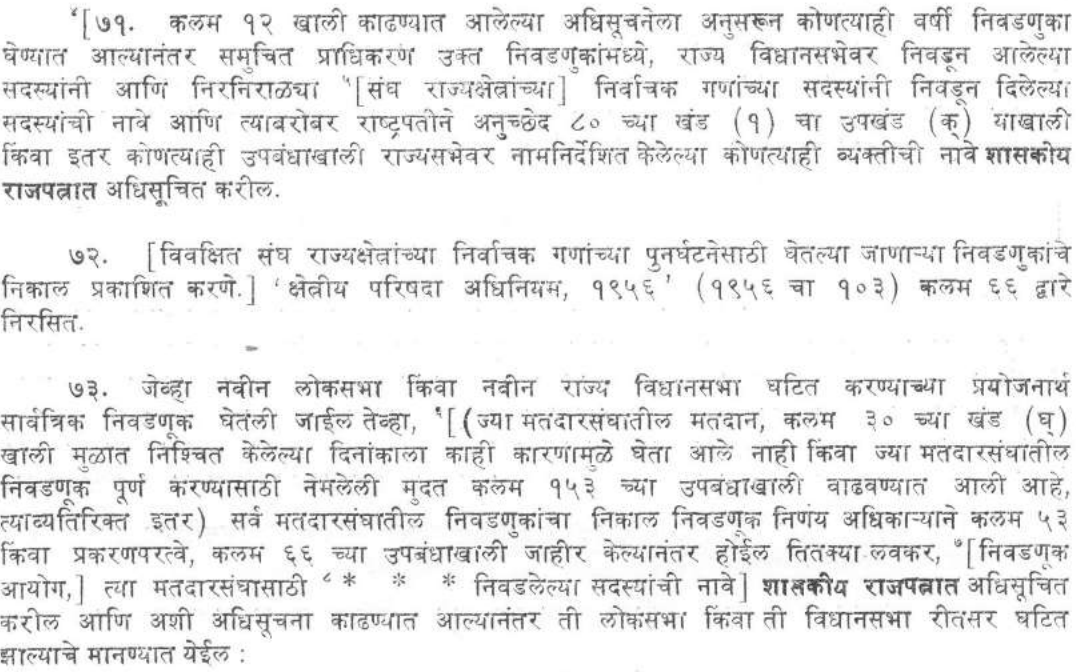 ४[७१. कलम १२ खाली काढण्यात आलेल्या अधिसूचनेला अनुसरून कोणत्याही वर्षी निवडणुका
घेण्यात आल्यानंतर समुचित प्राधिकरण उक्त निवडणुकांमध्ये, राज्य विधानसभेवर निवडून आलेल्या
सदस्यांनी आणि निरनिराळ्या ५[संघ राज्यक्षेत्रांच्या] निर्वाचक गणांच्या सदस्यांनी निवडून दिलेल्या
सदस्यांची नावे आणि त्याबरोबर राष्ट्रपतीने अनुच्छेद ८० च्या खंड (१) चा उपखंड (क) याखाली
किंवा इतर कोणत्याही उपबंधाखाली राज्यसभेवर नामनिर्देशित केलेल्या कोणत्याही व्यक्तीची नावे शासकीय
राजपत्रात अधिसूचित करील.
७२. [विवक्षित संघ राज्यक्षेत्रांच्या निर्वाचक गणांच्या पुनर्घटनेसाठी घेतल्या जाणाऱ्या निवडणुकांचे
निकाल प्रकाशित करणे.] ' क्षेत्रीय परिषदा अधिनियम, १९५६ ' (१९५६ चा १०३) कलम ६६ द्वारे
निरसित.
७३. जेव्हा नवीन लोकसभा किंवा नवीन राज्य विधानसभा घटित करण्याच्या प्रयोजनार्थ
सार्वत्रिक निवडणूक घेतली जाईल तेव्हा, ६[(ज्या मतदारसंघातील मतदान, कलम ३० च्या खंड (घ)
खाली मुळात निश्चित केलेल्या दिनांकाला काही कारणामुळे घेता आले नाही किंवा ज्या मतदारसंघातील
निवडणूक पूर्ण करण्यासाठी नेमलेली मुदत कलम १५३ च्या उपबंधाखाली वाढवण्यात आली आहे,
त्याव्यतिरिक्त इतर) सर्व मतदारसंघातील निवडणुकांचा निकाल निवडणूक निर्णय अधिकाऱ्याने कलम ५३
किंवा प्रकरणपरत्वे, कलम ६६ च्या उपबंधाखाली जाहीर केल्यानंतर होईल तितक्या लवकर, ७[निवडणूक
आयोग,] त्या मतदारसंघासाठी ८ * * * निवडलेल्या सदस्यांची नावे] शासकीय राजपत्रात अधिसूचित
करील आणि अशी अधिसूचना काढण्यात आल्यानंतर ती लोकसभा किंवा ती विधानसभा रीतसर घटित
झाल्याचे मानण्यात येईल :